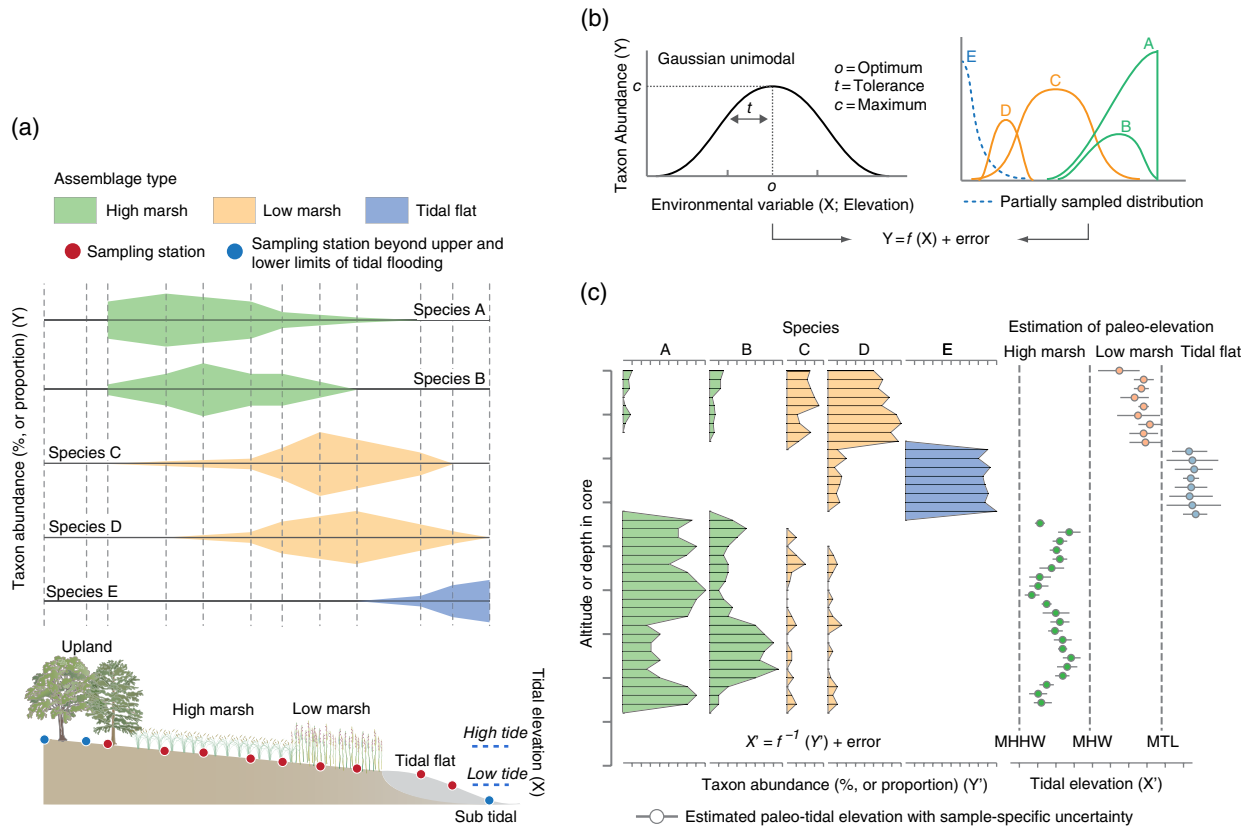 (a)
Assemblage type
High marsh
Low marsh
Tidal flat
Sampling station
Sampling station beyond upper and
lower limits of tidal flooding
Taxon abundance (%, or proportion) (Y)
Species A
Species B
Species C
Species D
Species E
Upland
High marsh
Low marsh
Tidal flat
Sub tidal
High tide
Low tide
Tidal elevation (X)
(b)
Taxon Abundance (Y)
Gaussian unimodal
o = Optimum
t = Tolerance
c = Maximum
c
t
o
Environmental variable (X; Elevation)
E
D
C
A
B
Partially sampled distribution
Y = f (X) + error
(c)
Species
A
B
C
D
E
Estimation of paleo-elevation
High marsh
Low marsh
Tidal flat
Altitude or depth in core
X' = f⁻¹ (Y') + error
MHHW
MHW
MTL
Taxon abundance (%, or proportion) (Y')
Tidal elevation (X')
Estimated paleo-tidal elevation with sample-specific uncertainty